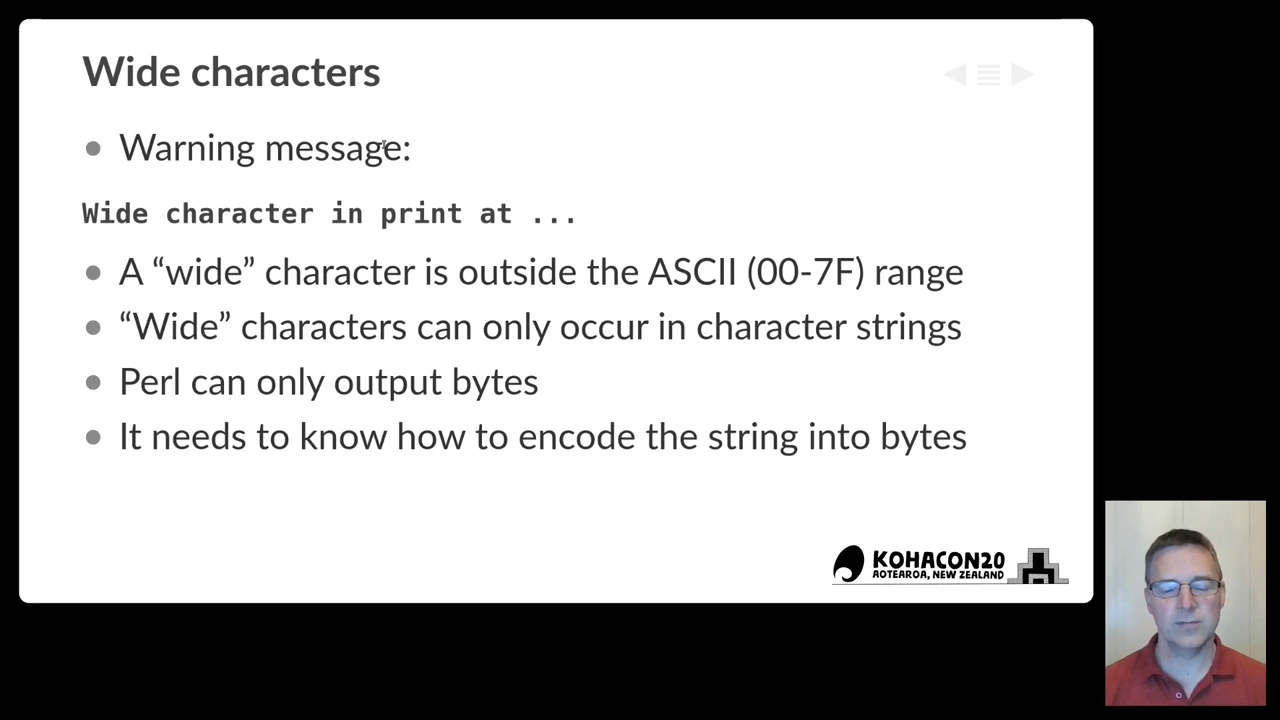 Wide characters
Warning message:
Wide character in print at ...
A “wide” character is outside the ASCII (00-7F) range
“Wide” characters can only occur in character strings
Perl can only output bytes
It needs to know how to encode the string into bytes
KOHACON20
AOTEAROA, NEW ZEALAND